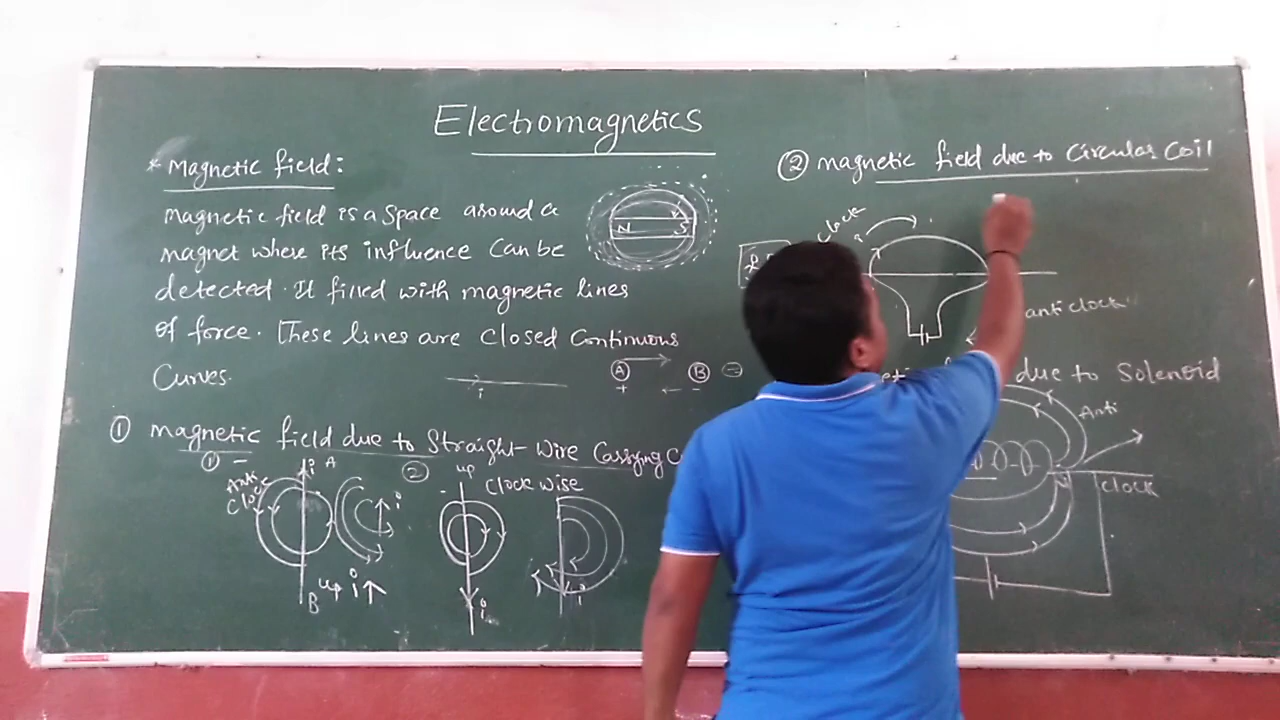 Electromagnetics
* Magnetic field:
Magnetic field is a space around a
magnet where its influence can be
detected. It filled with magnetic lines
of force. These lines are closed continuous
Curves.
N S
i
A B
+ -
① magnetic field due to Straight Wire Carrying
① -
Anti
Clock
i A
i
B
up i
②
up
Clock wise
i
i
② magnetic field due to Circular Coil
Clock
anti clock
due to Solenoid
Anti
Clock